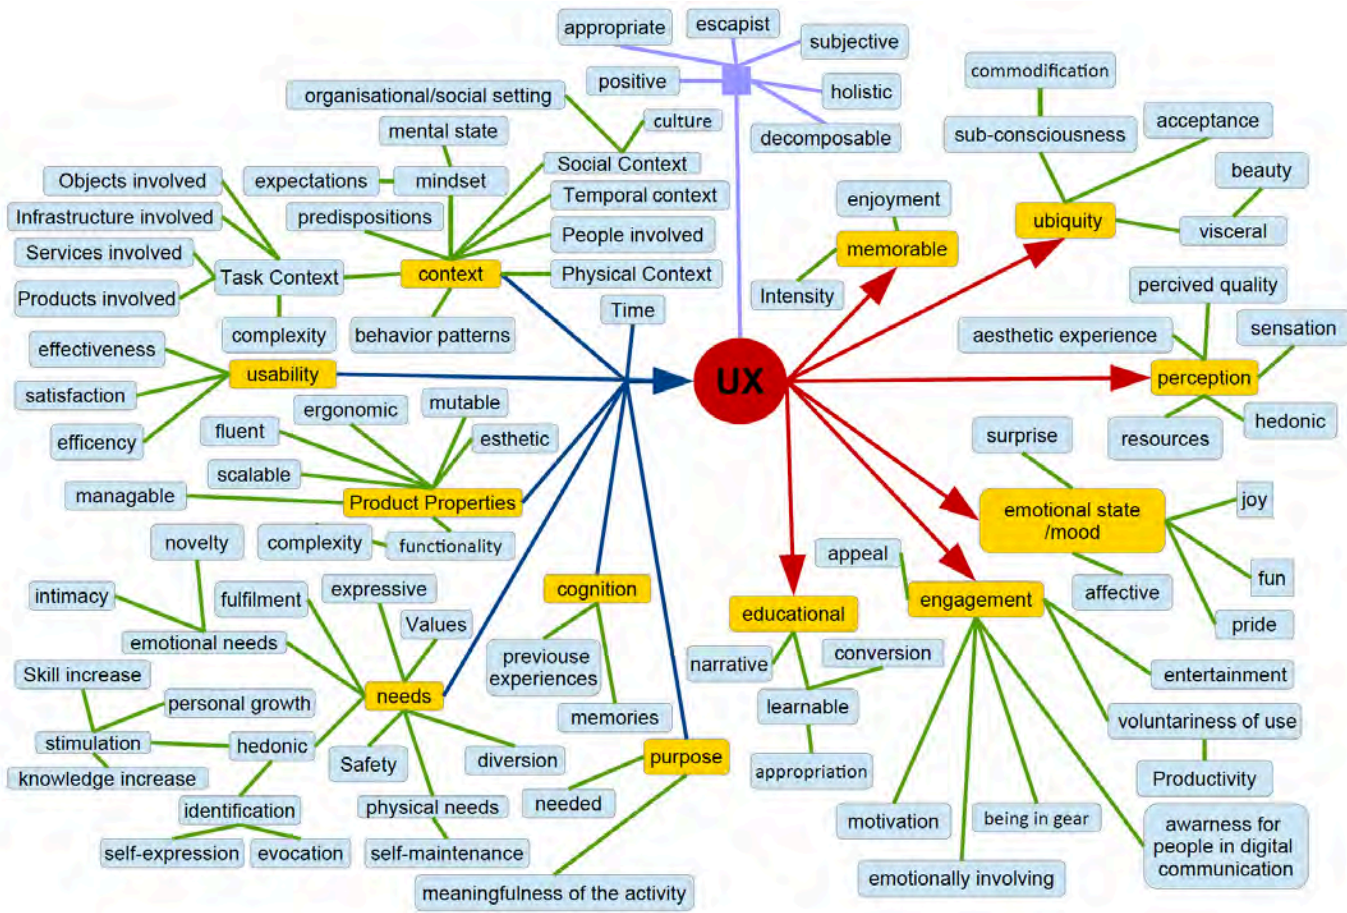 appropriate
escapist
subjective
positive
holistic
decomposable
organisational/social setting
mental state
culture
Social Context
expectations
mindset
Temporal context
predispositions
People involved
context
Physical Context
Objects involved
Infrastructure involved
Services involved
Task Context
Products involved
complexity
behavior patterns
Time
effectiveness
usability
satisfaction
efficency
UX
ergonomic
mutable
fluent
esthetic
scalable
managable
Product Properties
complexity
functionality
novelty
intimacy
fulfilment
expressive
Values
emotional needs
Skill increase
personal growth
needs
stimulation
hedonic
knowledge increase
Safety
diversion
identification
physical needs
self-expression
evocation
self-maintenance
cognition
previouse
experiences
memories
purpose
needed
meaningfulness of the activity
commodification
sub-consciousness
acceptance
beauty
ubiquity
visceral
enjoyment
memorable
Intensity
percived quality
aesthetic experience
sensation
perception
resources
hedonic
surprise
emotional state
/mood
joy
fun
affective
pride
appeal
engagement
educational
narrative
conversion
learnable
appropriation
entertainment
voluntariness of use
Productivity
motivation
being in gear
emotionally involving
awarness for
people in digital
communication